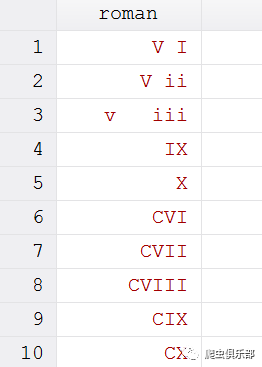 roman
1 V I
2 V ii
3 v   iii
4 IX
5 X
6 CVI
7 CVII
8 CVIII
9 CIX
10 CX
爬虫俱乐部